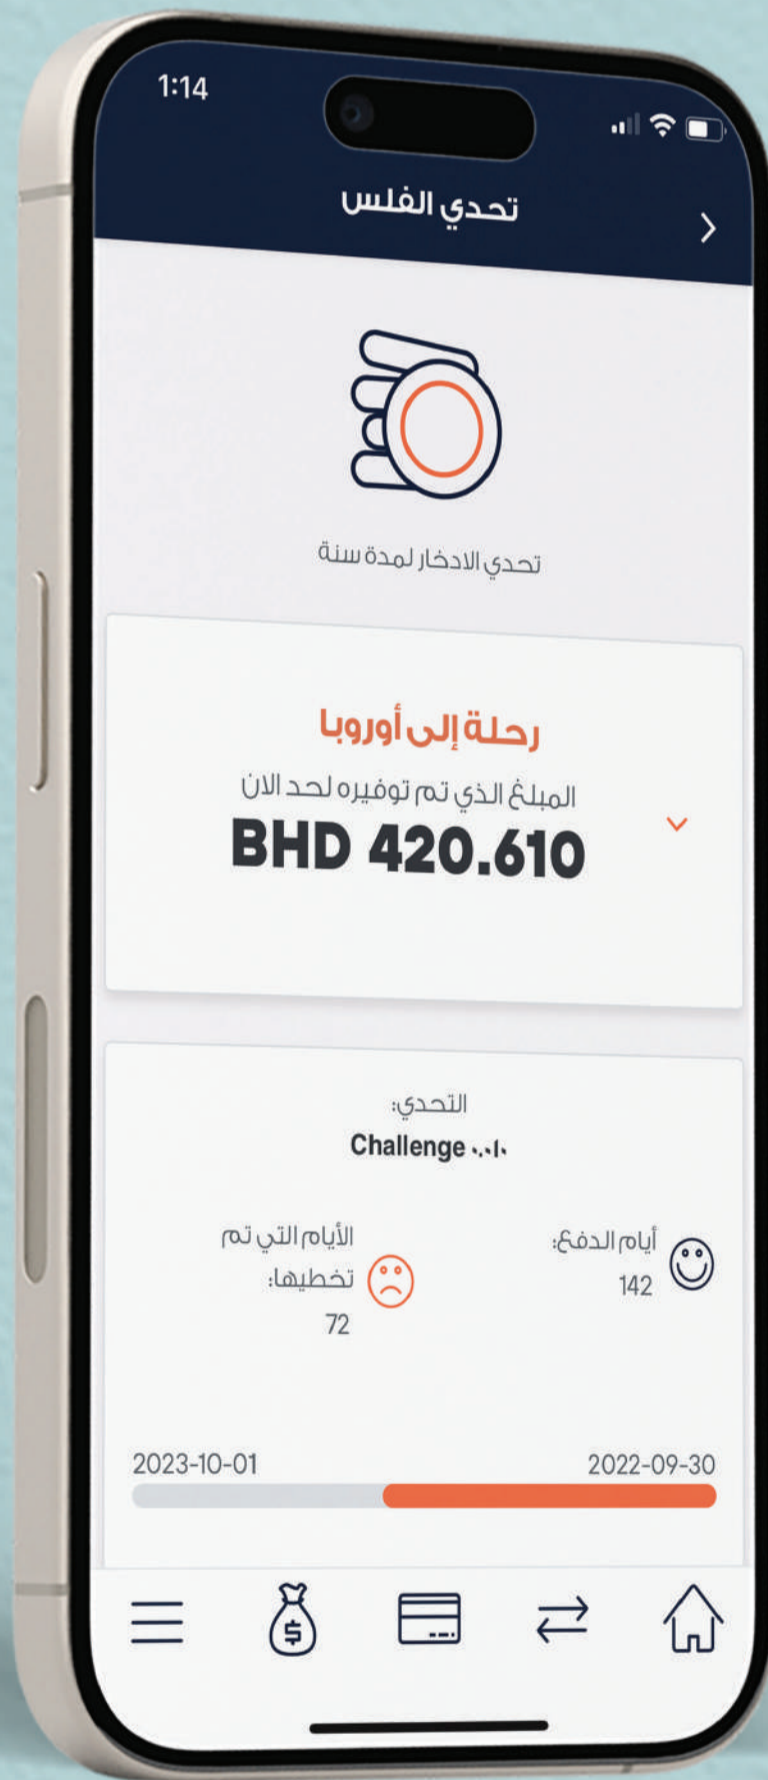 1:14
تحدي الفلس
تحدي الادخار لمدة سنة
رحلة إلى أوروبا
المبلغ الذي تم توفيره لحد الان
BHD 420.610
التحدي:
Challenge ٠.٠١٠
أيام الدفع:
142
الأيام التي تم
تخطيها:
72
2022-09-30
2023-10-01